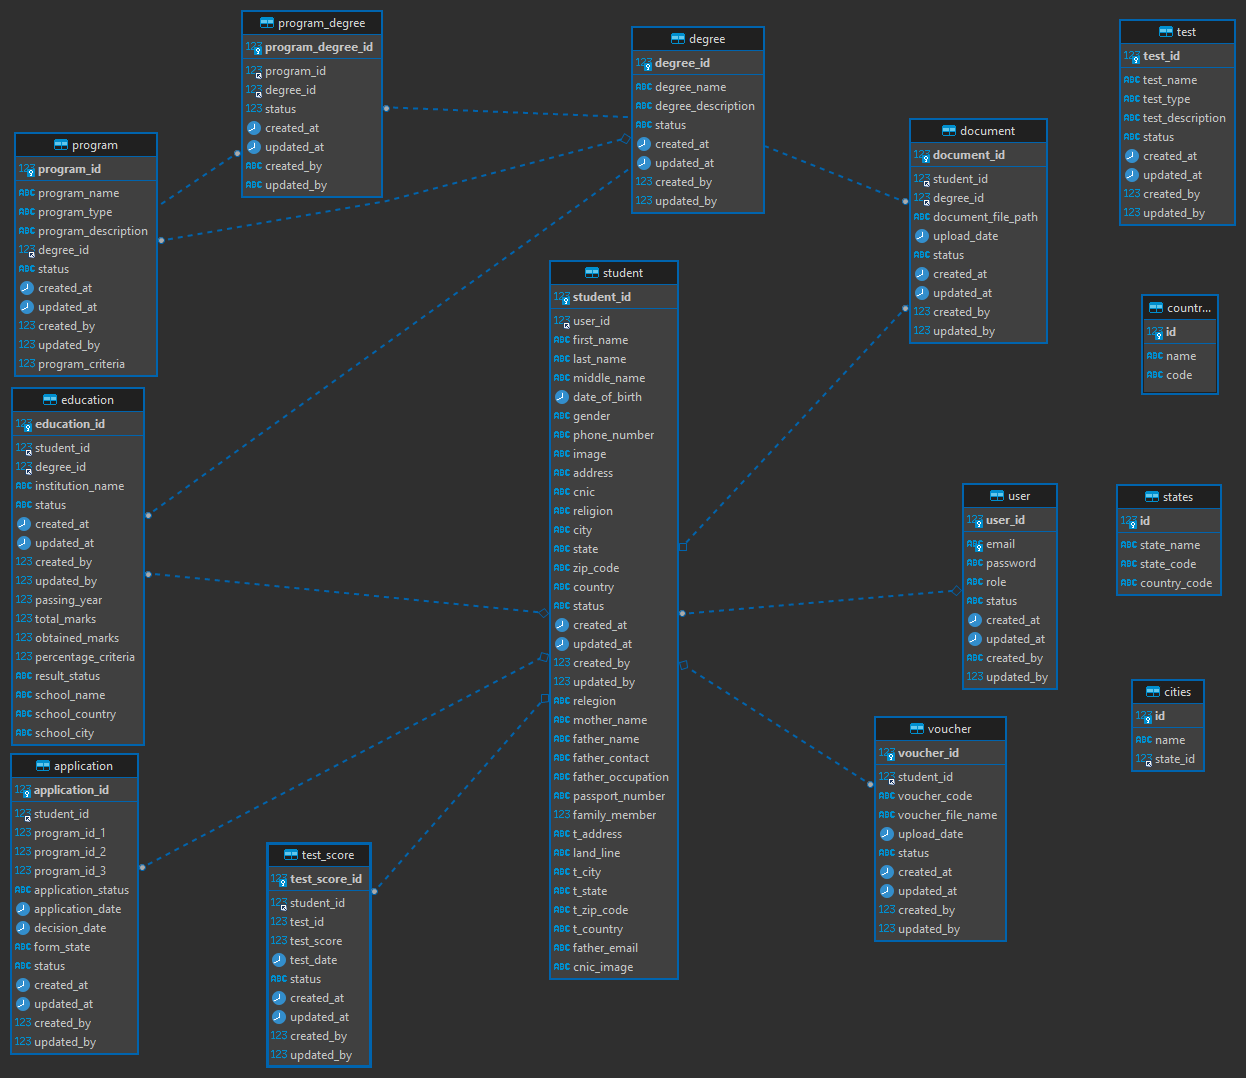 program_degree
program_degree_id
program_id
degree_id
status
created_at
updated_at
created_by
updated_by
degree
degree_id
degree_name
degree_description
status
created_at
updated_at
created_by
updated_by
test
test_id
test_name
test_type
test_description
status
created_at
updated_at
created_by
updated_by
program
program_id
program_name
program_type
program_description
degree_id
status
created_at
updated_at
created_by
updated_by
program_criteria
document
document_id
student_id
degree_id
document_file_path
upload_date
status
created_at
updated_at
created_by
updated_by
student
student_id
user_id
first_name
last_name
middle_name
date_of_birth
gender
phone_number
image
address
cnic
religion
city
state
zip_code
country
status
created_at
updated_at
created_by
updated_by
relegion
mother_name
father_name
father_contact
father_occupation
passport_number
family_member
t_address
land_line
t_city
t_state
t_zip_code
t_country
father_email
cnic_image
countr...
id
name
code
education
education_id
student_id
degree_id
institution_name
status
created_at
updated_at
created_by
updated_by
passing_year
total_marks
obtained_marks
percentage_criteria
result_status
school_name
school_country
school_city
user
user_id
email
password
role
status
created_at
updated_at
created_by
updated_by
states
id
state_name
state_code
country_code
cities
id
name
state_id
voucher
voucher_id
student_id
voucher_code
voucher_file_name
upload_date
status
created_at
updated_at
created_by
updated_by
application
application_id
student_id
program_id_1
program_id_2
program_id_3
application_status
application_date
decision_date
form_state
status
created_at
updated_at
created_by
updated_by
test_score
test_score_id
student_id
test_id
test_score
test_date
status
created_at
updated_at
created_by
updated_by